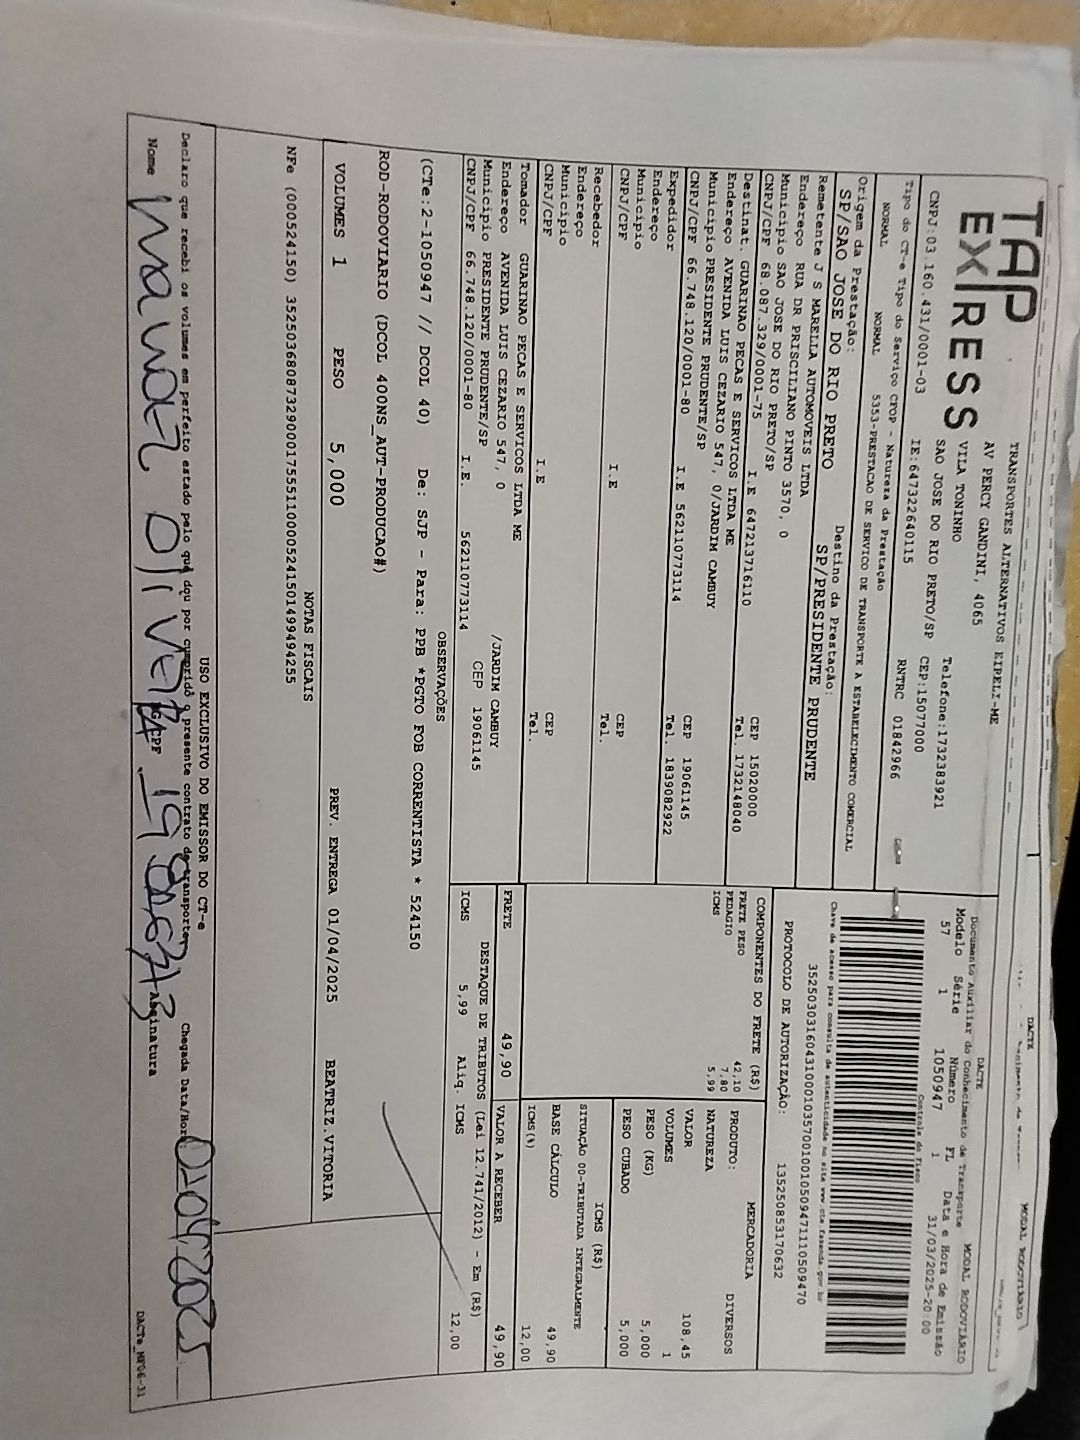 TAP
EXPRESS
TRANSPORTES ALTERNATIVOS RIPELI-ME
AV PERCY GANDINI, 4065
VILA TONINHO
SAO JOSE DO RIO PRETO/SP
Telefone:1732383921
CEP:15077000
CNPJ:03.160.431/0001-03
IE:647322640115
RNTRC 01842966
Tipo do CT-e Tipo do Serviço CFOP - Natureza da Prestação
NORMAL NORMAL 5353-PRESTACAO DE SERVICO DE TRANSPORTE A ESTABELECIMENTO COMERCIAL
Origem da Prestação: Destino da Prestação:
SP/SAO JOSE DO RIO PRETO SP/PRESIDENTE PRUDENTE
DACTE
MODAL RODOVIARIO
DACTE MODAL RODOVIÁRIO
Documento Auxiliar do Conhecimento de Transporte
Modelo Série Número FL Data e Hora de Emissão
57 1 1050947 1 31/03/2025-20:00
Controle do Fisco
Chave de acesso para consulta de autenticidade no site www.cte.fazenda.gov.br
PROTOCOLO DE AUTORIZAÇÃO: 135250853170632
Remetente J S MARELLA AUTOMOVEIS LTDA
Endereço RUA DR PRISCILIANO PINTO 3570, 0
Município SAO JOSE DO RIO PRETO/SP CEP 15020000
CNPJ/CPF 68.087.329/0001-75 I.E 647213716110 Tel. 1732148040
Destinat. GUARINAO PECAS E SERVICOS LTDA ME
Endereço AVENIDA LUIS CEZARIO 547, 0/JARDIM CAMBUY
Município PRESIDENTE PRUDENTE/SP CEP 19061145
CNPJ/CPF 66.748.120/0001-80 I.E 562110773114 Tel. 1839082922
Expedidor
Endereço
Município CEP
CNPJ/CPF I.E Tel.
Recebedor
Endereço
Município CEP
CNPJ/CPF I.E Tel.
Tomador GUARINAO PECAS E SERVICOS LTDA ME
Endereço AVENIDA LUIS CEZARIO 547, 0 /JARDIM CAMBUY
Município PRESIDENTE PRUDENTE/SP CEP 19061145
CNPJ/CPF 66.748.120/0001-80 I.E. 562110773114
COMPONENTES DO FRETE (R$)
FRETE PESO 42,10
PEDAGIO 7,80
ICMS 5,99
FRETE 49,90
MERCADORIA
PRODUTO: DIVERSOS
NATUREZA
VALOR 108,45
VOLUMES 1
PESO (KG) 5,000
PESO CUBADO 5,000
ICMS (R$)
SITUAÇÃO 00-TRIBUTADA INTEGRALMENTE
BASE CÁLCULO 49,90
ICMS(%) 12,00
VALOR A RECEBER 49,90
DESTAQUE DE TRIBUTOS (Lei 12.741/2012) - Em (R$)
ICMS 5,99 Aliq. ICMS 12,00
OBSERVAÇÕES
(CTe:2-1050947 // DCOL 40) De: SJP - Para: PPB *PGTO FOB CORRENTISTA * 524150
ROD-RODOVIARIO (DCOL 400NS_AUT-PRODUCAO#)
VOLUMES 1 PESO 5,000 PREV. ENTREGA 01/04/2025 BEATRIZ.VITORIA
NOTAS FISCAIS
USO EXCLUSIVO DO EMISSOR DO CT-e
Declaro que recebi os volumes em perfeito estado pelo que dou por cumprido o presente contrato de transporte Chegada Data/Hora:
Nome /CPF Assinatura
DACTe_MF06-31